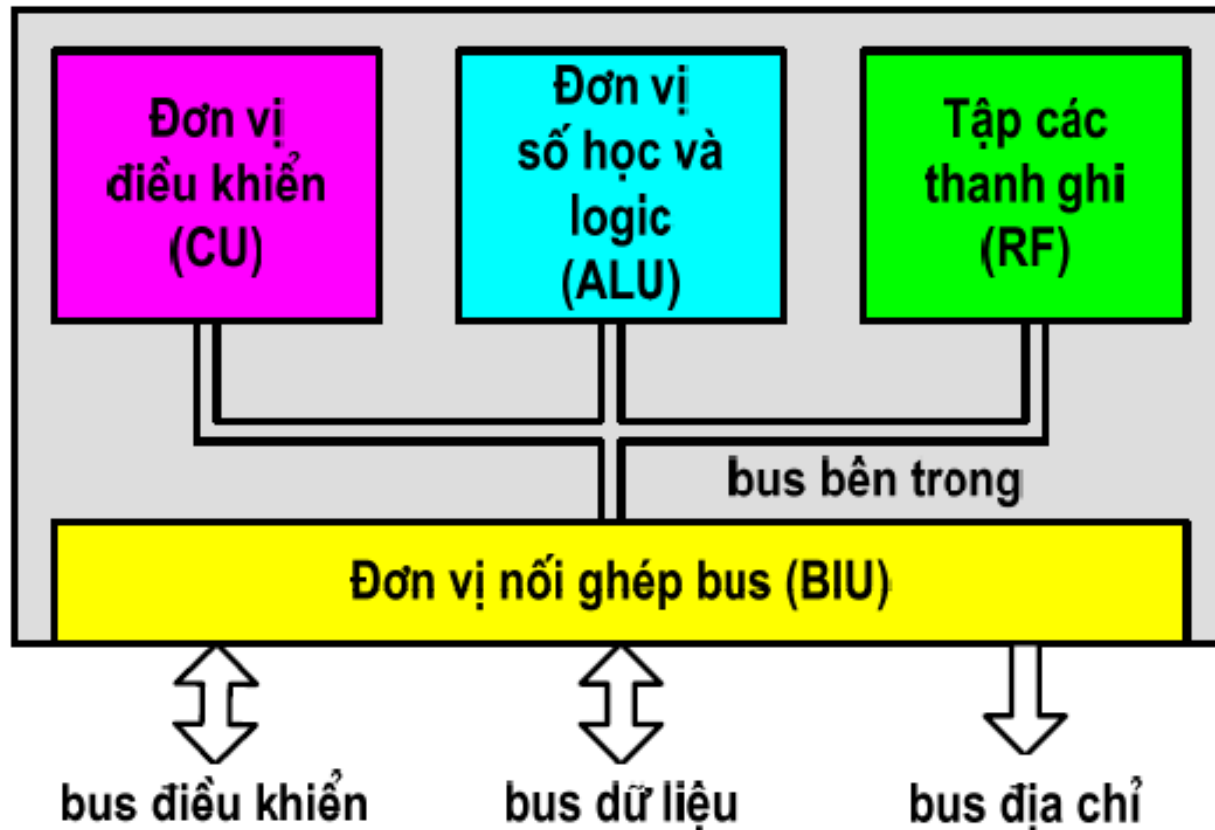 Đơn vị
điều khiển
(CU)
Đơn vị
số học và
logic
(ALU)
Tập các
thanh ghi
(RF)
bus bên trong
Đơn vị nối ghép bus (BIU)
bus điều khiển
bus dữ liệu
bus địa chỉ